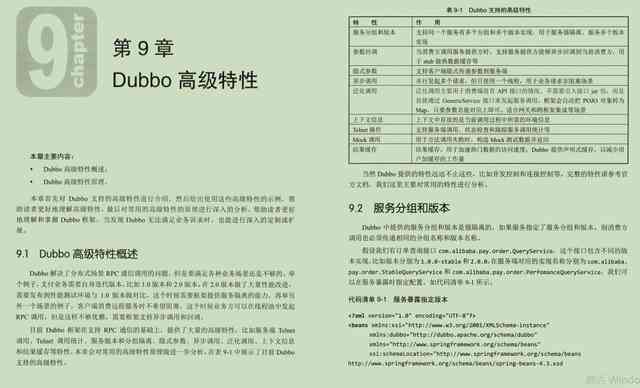 9
chapter
第 9 章
Dubbo 高级特性
本章主要内容：
• Dubbo 高级特性概述；
• Dubbo 高级特性原理。
本章首先对 Dubbo 支持的高级特性进行介绍，然后给出使用这些高级特性的示例，帮
助读者更好地理解高级特性，最后对常用的高级特性的原理进行深入的分析，帮助读者更好
地理解和掌握 Dubbo 框架。当发现 Dubbo 无法满足业务诉求时，也能进行深入的定制或扩
展。
9.1 Dubbo 高级特性概述
Dubbo 解决了分布式场景 RPC 通信调用的问题，但是要满足各种业务场景还是不够的。举
个例子，支付业务需要自身迭代版本，比如1.0版本和2.0版本，在2.0版本做了大量性能改进，
需要发布到性能测试环境与 1.0 版本做对比，这个时候需要框架提供服务隔离的能力。再举另
外一个场景的例子，客户端消费远程服务时不希望阻塞，这个时候业务方可以在线程池中发起
RPC 调用，但是这样不够优雅，需要框架支持异步调用和回调。
目前 Dubbo 框架在支持 RPC 通信的基础上，提供了大量的高级特性，比如服务端 Telnet
调用、Telnet 调用统计、服务版本和分组隔离、隐式参数、异步调用、泛化调用、上下文信息
和结果缓存等特性。本章会对常用的高级特性原理做进一步分析。在表 9-1 中展示了目前 Dubbo
支持的高级特性。
表 9-1 Dubbo 支持的高级特性
特 性 作 用
服务分组和版本 支持同一个服务有多个分组和多个版本实现，用于服务强隔离、服务多个版本
实现
参数回调 当消费方调用服务提供方时，支持服务提供方能够异步回调到当前消费方，用
于 stub 做热数据缓存等
隐式参数 支持客户端隐式传递参数到服务端
异步调用 并行发起多个请求，但只使用一个线程，用于业务请求非阻塞场景
泛化调用 泛化调用主要用于消费端没有 API 接口的情况。不需要引入接口 jar 包，而是
直接通过 GenericService 接口来发起服务调用，框架会自动把 POJO 对象转为
Map，只要参数名能对应上即可。适合网关和跨框架集成等场景
上下文信息 上下文中存放的是当前调用过程中所需的环境信息
Telnet 操作 支持服务端调用、状态检查和跟踪服务调用统计等
Mock 调用 用于方法调用失败时，构造 Mock 测试数据并返回
结果缓存 结果缓存，用于加速热门数据的访问速度，Dubbo 提供声明式缓存，以减少用
户加缓存的工作量
当然 Dubbo 提供的特性远远不止这些，比如并发控制和连接控制等，完整的特性请参考官
方文档，我们这里主要对常用的特性进行分析。
9.2 服务分组和版本
Dubbo 中提供的服务分组和版本是强隔离的，如果服务指定了服务分组和版本，则消费方
调用也必须传递相同的分组名称和版本名称。
假设我们有订单查询接口 com.alibaba.pay.order.QueryService，这个接口包含不同的版
本实现，比如版本分别为 1.0.0-stable 和 2.0.0，在服务端对应的实现名称分别为 com.alibaba.
pay.order.StableQueryService 和 com.alibaba.pay.order.PerfomanceQueryService。我们可
以在服务暴露时指定配置，如代码清单 9-1 所示。
代码清单 9-1 服务暴露指定版本
<?xml version="1.0" encoding="UTF-8"?>
<beans xmlns:xsi="http://www.w3.org/2001/XMLSchema-instance"
xmlns:dubbo="http://dubbo.apache.org/schema/dubbo"
xmlns="http://www.springframework.org/schema/beans"
xsi:schemaLocation="http://www.springframework.org/schema/beans
http://www.springframework.org/schema/beans/spring-beans-4.3.xsd
激活 Windo